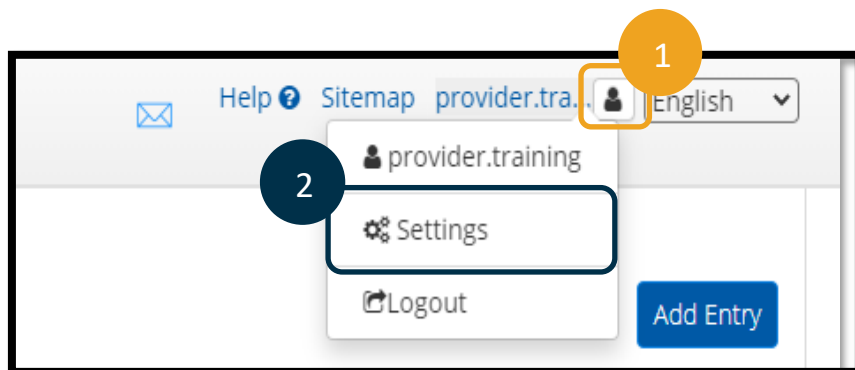 1
Help Sitemap provider.tra... English
provider.training
2
Settings
Logout
Add Entry